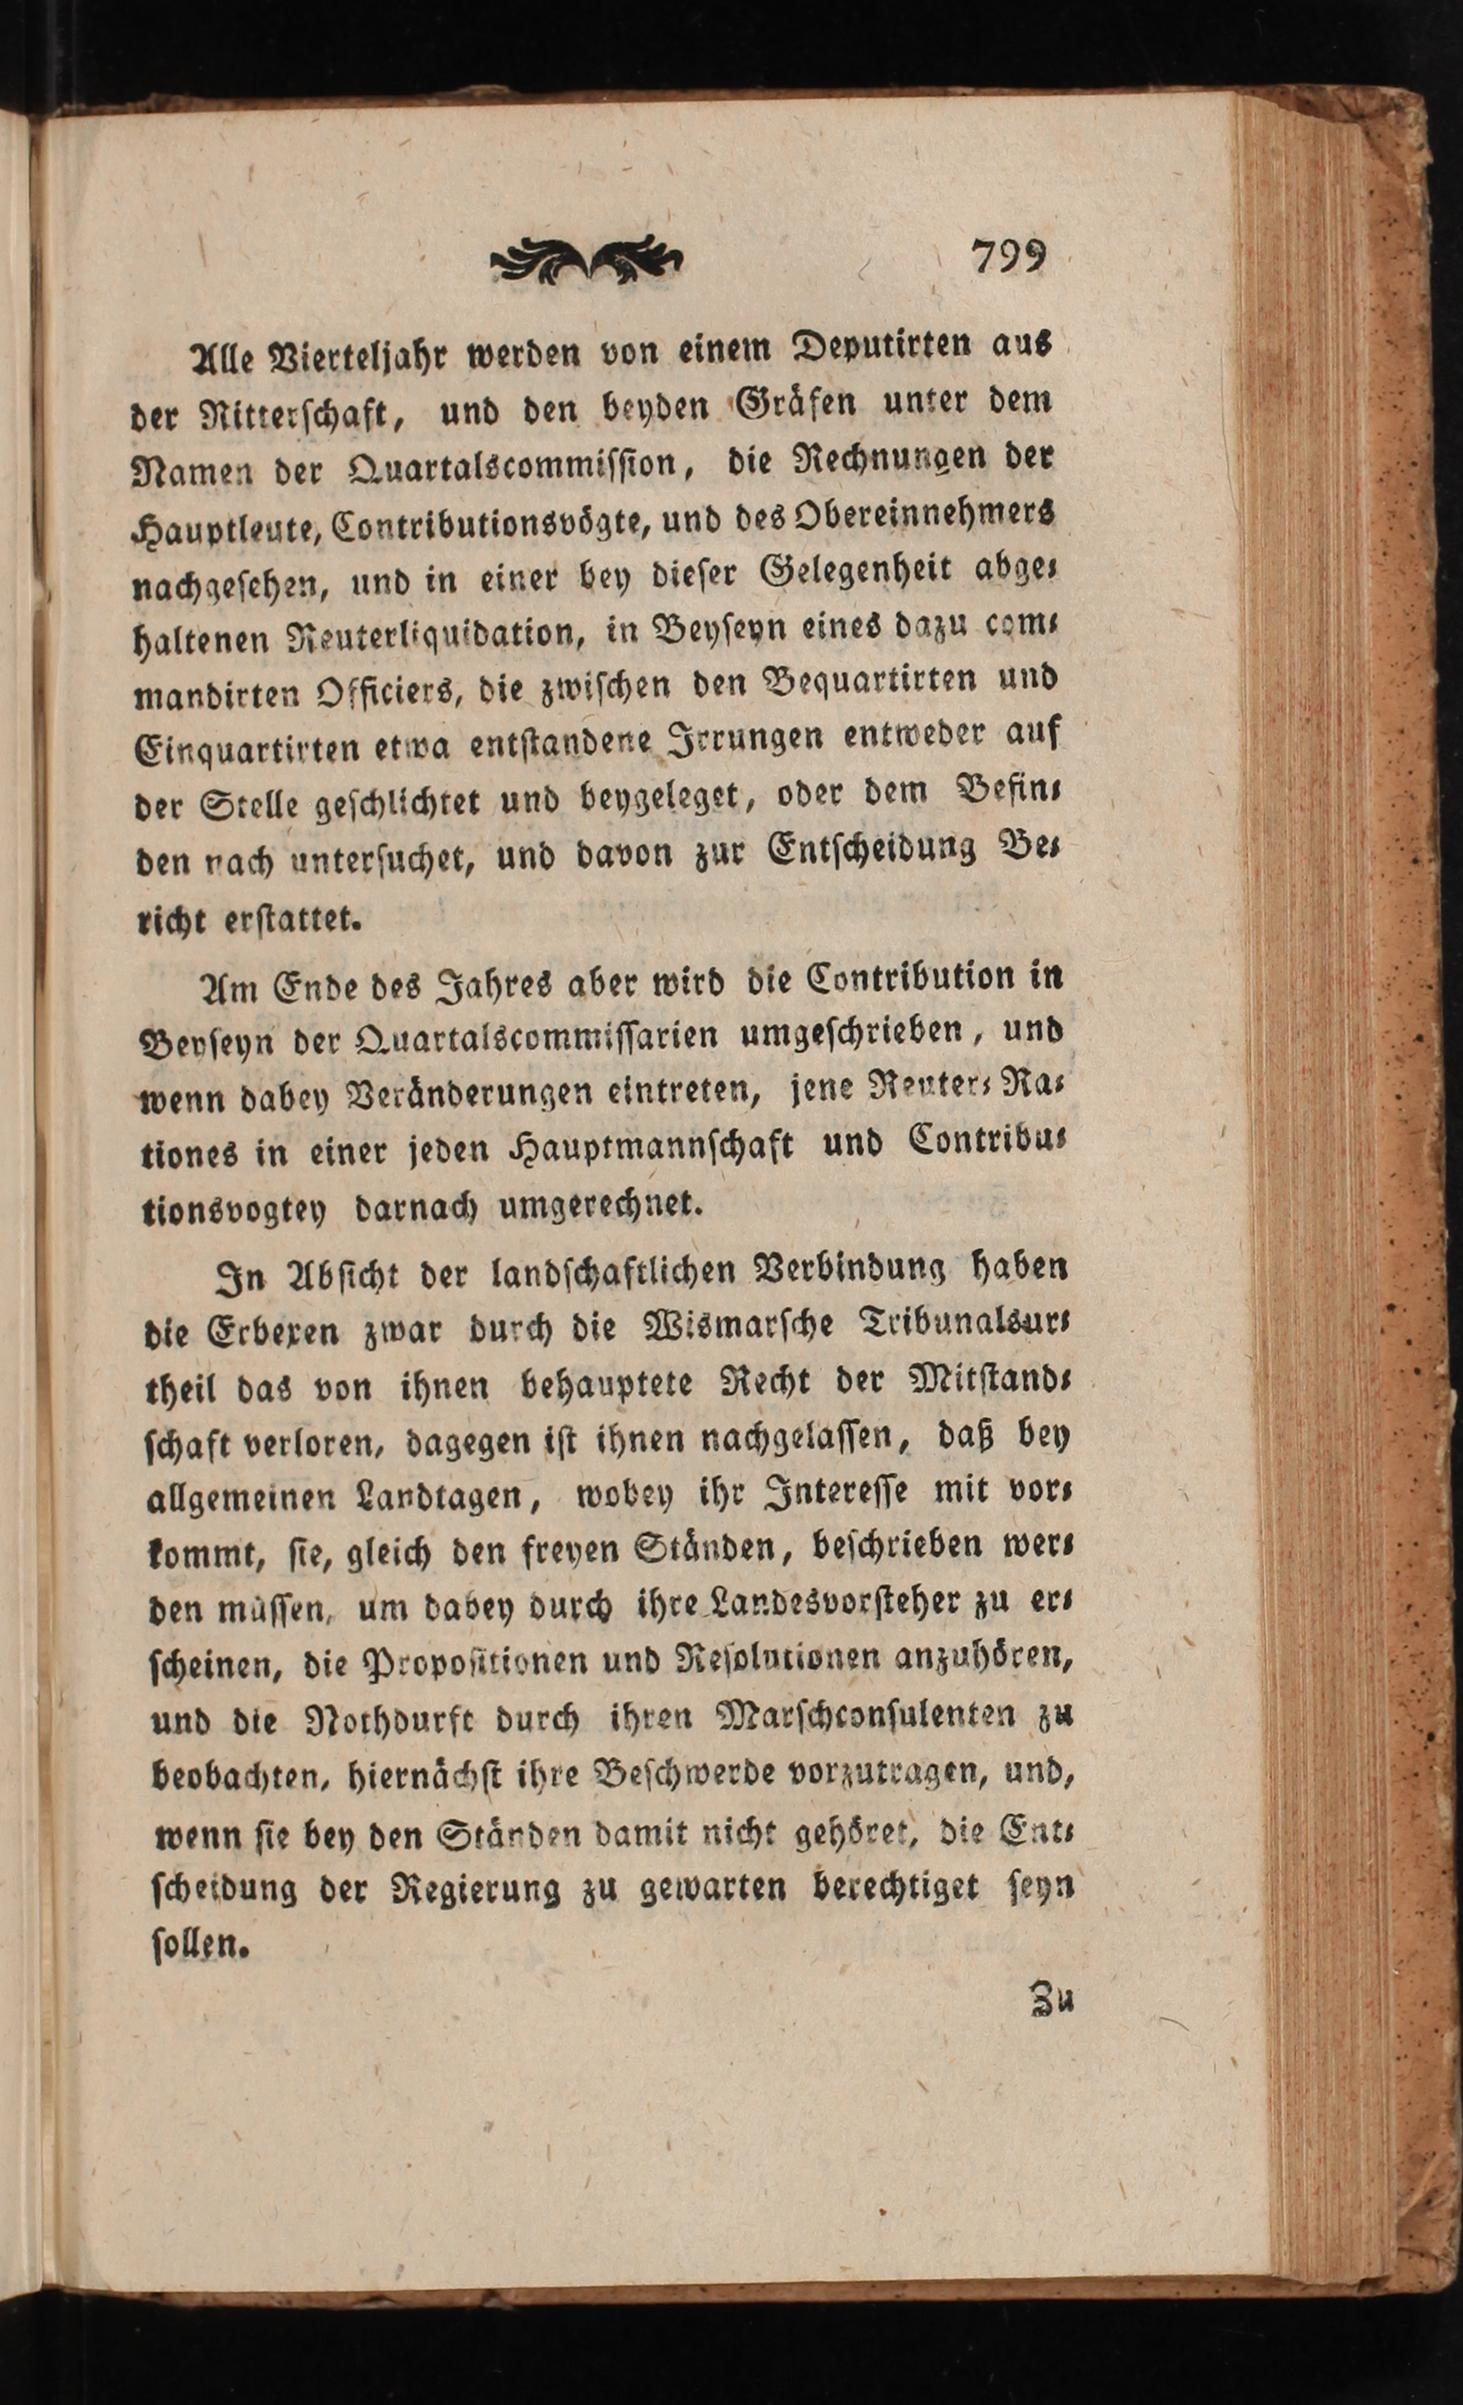 799
Alle Vierteljahr werden von einem Deputirten aus
der Ritterſchaft, und den beyden Gräfen unter dem
Namen der Quartalscommiſſion, die Rechnungen der
Hauptleute, Contributionsvögte, und des Obereinnehmers
nachgeſehen, und in einer bey dieſer Gelegenheit abge⸗
haltenen Reuterliquidation, in Beyſeyn eines dazu com⸗
mandirten Officiers, die zwiſchen den Bequartirten und
Einquartirten etwa entſtandene Irrungen entweder auf
der Stelle geſchlichtet und beygeleget, oder dem Befin⸗
den nach unterſuchet, und davon zur Entſcheidung Be⸗
richt erſtattet.
Am Ende des Jahres aber wird die Contribution in
Beyſeyn der Quartalscommiſſarien umgeſchrieben, und
wenn dabey Veränderungen eintreten, jene Reuter⸗ Ra⸗
tiones in einer jeden Hauptmannſchaft und Contribu⸗
tionsvogtey darnach umgerechnet.
In Abſicht der landſchaftlichen Verbindung haben
die Erbexen zwar durch die Wismarſche Tribunalsur⸗
theil das von ihnen behauptete Recht der Mitſtand⸗
ſchaft verloren, dagegen iſt ihnen nachgelaſſen, daß bey
allgemeinen Landtagen, wobey ihr Intereſſe mit vor⸗
kommt, ſie, gleich den freyen Ständen, beſchrieben wer⸗
den müſſen, um dabey durch ihre Landesvorſteher zu er⸗
ſcheinen, die Propoſitionen und Reſolutionen anzuhören,
und die Nothdurft durch ihren Marſchconſulenten zu
beobachten, hiernächſt ihre Beſchwerde vorzutragen, und,
wenn ſie bey den Ständen damit nicht gehöret, die Ent⸗
ſcheidung der Regierung zu gewarten berechtiget ſeyn
ſollen.
Zu